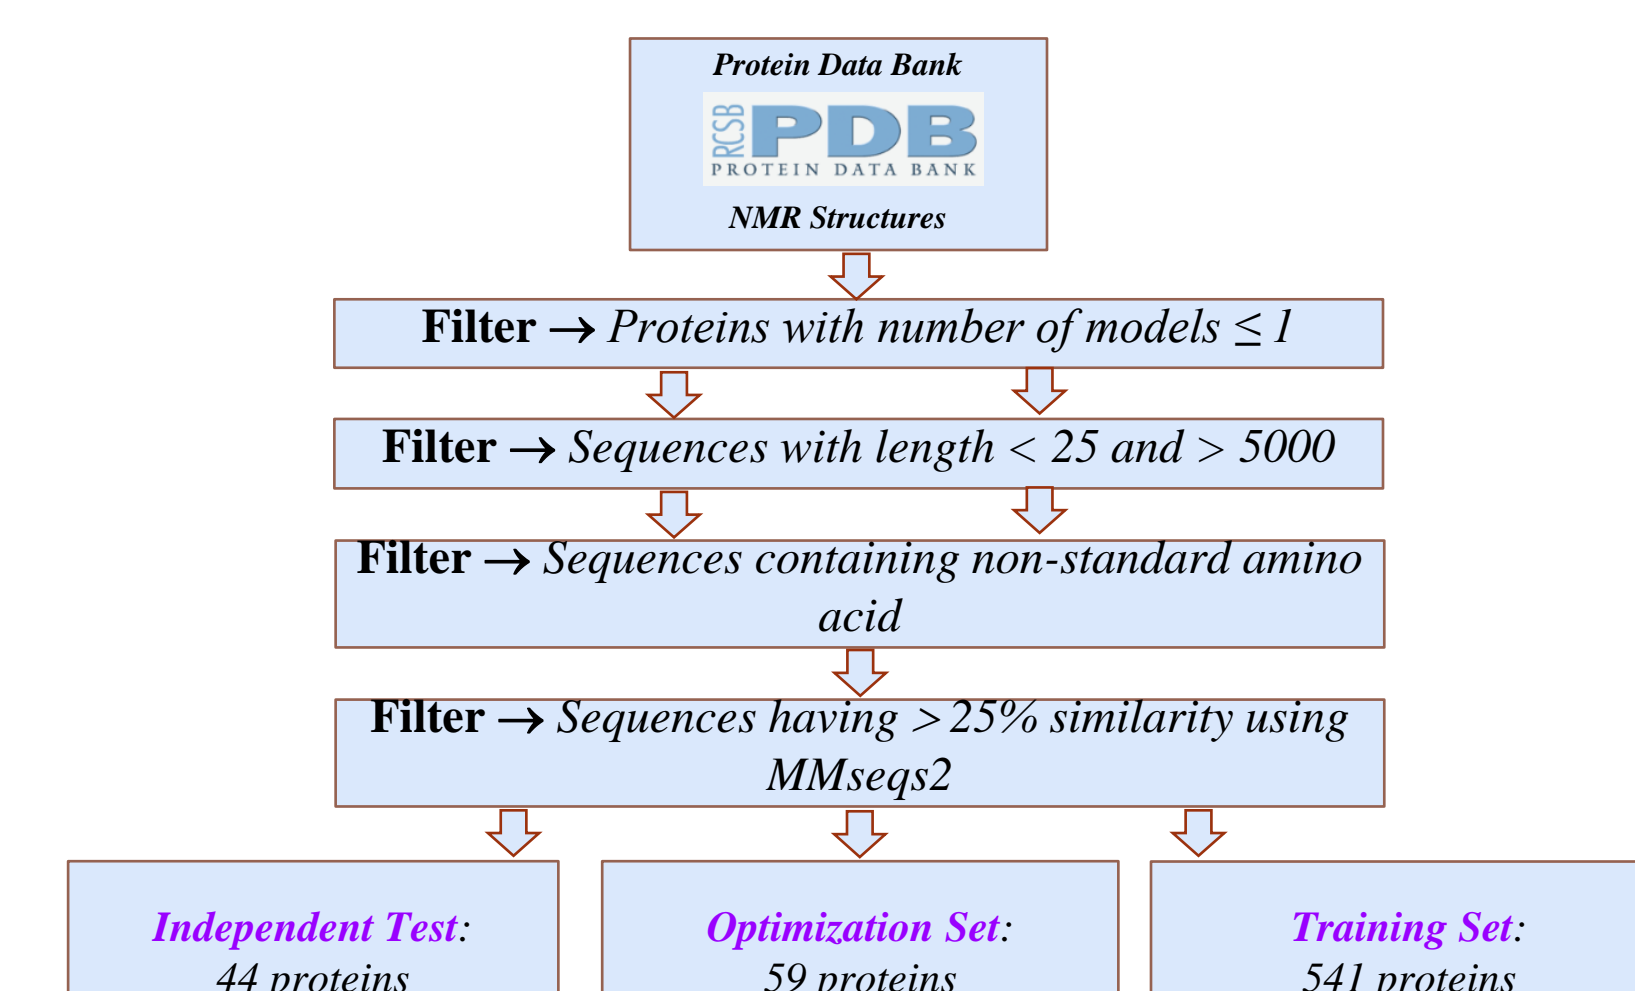 Protein Data Bank
RCSB
PDB
PROTEIN DATA BANK
NMR Structures
Filter → Proteins with number of models ≤ 1
Filter → Sequences with length < 25 and > 5000
Filter → Sequences containing non-standard amino
acid
Filter → Sequences having > 25% similarity using
MMseqs2
Independent Test:
44 proteins
Optimization Set:
59 proteins
Training Set:
541 proteins